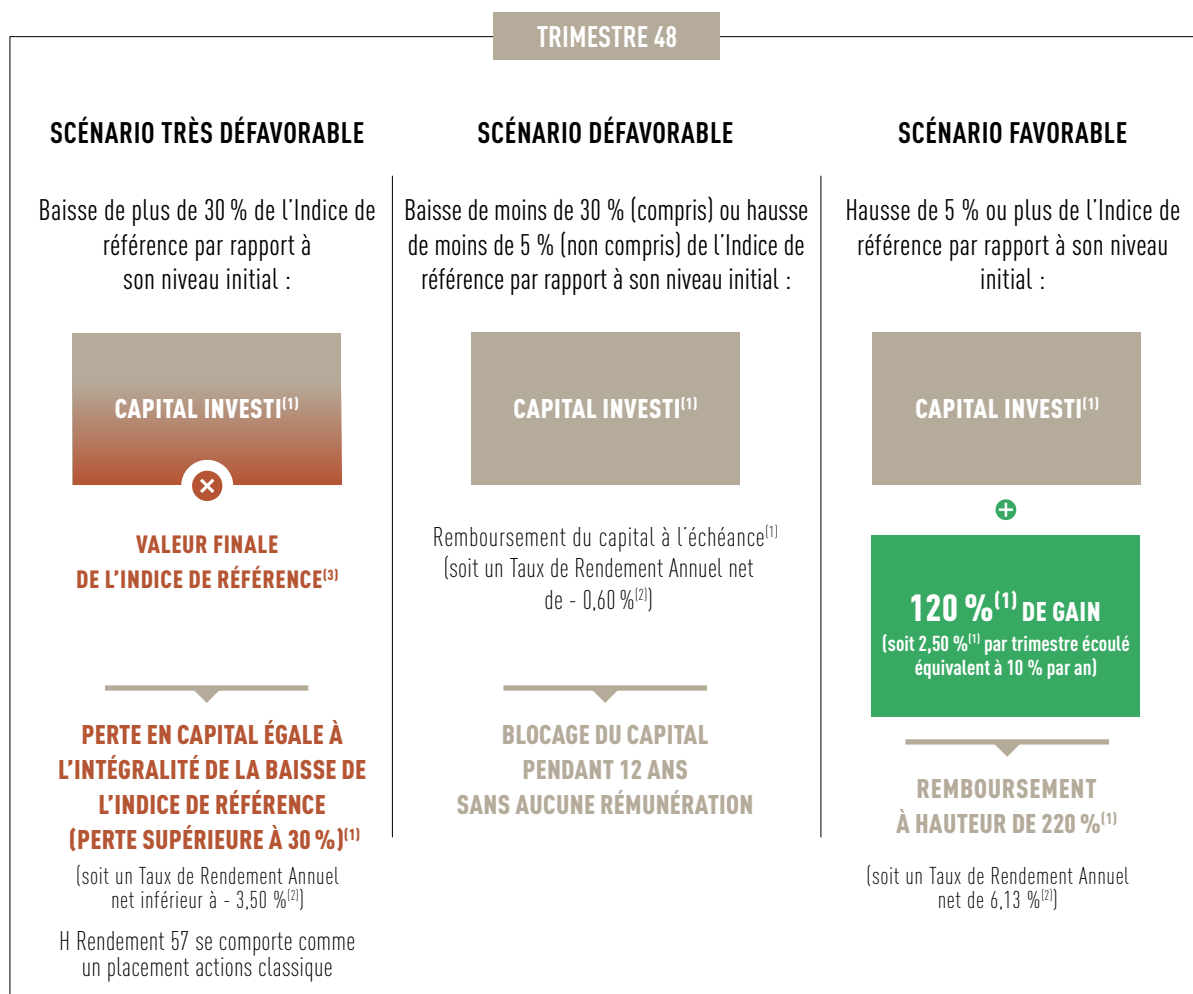 TRIMESTRE 48
SCÉNARIO TRÈS DÉFAVORABLE
Baisse de plus de 30 % de l'Indice de
référence par rapport à
son niveau initial :
CAPITAL INVESTI(1)
VALEUR FINALE
DE L'INDICE DE RÉFÉRENCE(3)
PERTE EN CAPITAL ÉGALE À
L'INTÉGRALITÉ DE LA BAISSE DE
L'INDICE DE RÉFÉRENCE
(PERTE SUPÉRIEURE À 30 %)(1)
(soit un Taux de Rendement Annuel
net inférieur à - 3,50 %(2))
H Rendement 57 se comporte comme
un placement actions classique
SCÉNARIO DÉFAVORABLE
Baisse de moins de 30 % (compris) ou hausse
de moins de 5 % (non compris) de l'Indice de
référence par rapport à son niveau initial :
CAPITAL INVESTI(1)
Remboursement du capital à l'échéance(1)
(soit un Taux de Rendement Annuel net
de - 0,60 %(2))
BLOCAGE DU CAPITAL
PENDANT 12 ANS
SANS AUCUNE RÉMUNÉRATION
SCÉNARIO FAVORABLE
Hausse de 5 % ou plus de l'Indice de
référence par rapport à son niveau
initial :
CAPITAL INVESTI(1)
120 %(1) DE GAIN
(soit 2,50 %(1) par trimestre écoulé
équivalent à 10 % par an)
REMBOURSEMENT
À HAUTEUR DE 220 %(1)
(soit un Taux de Rendement Annuel
net de 6,13 %(2))